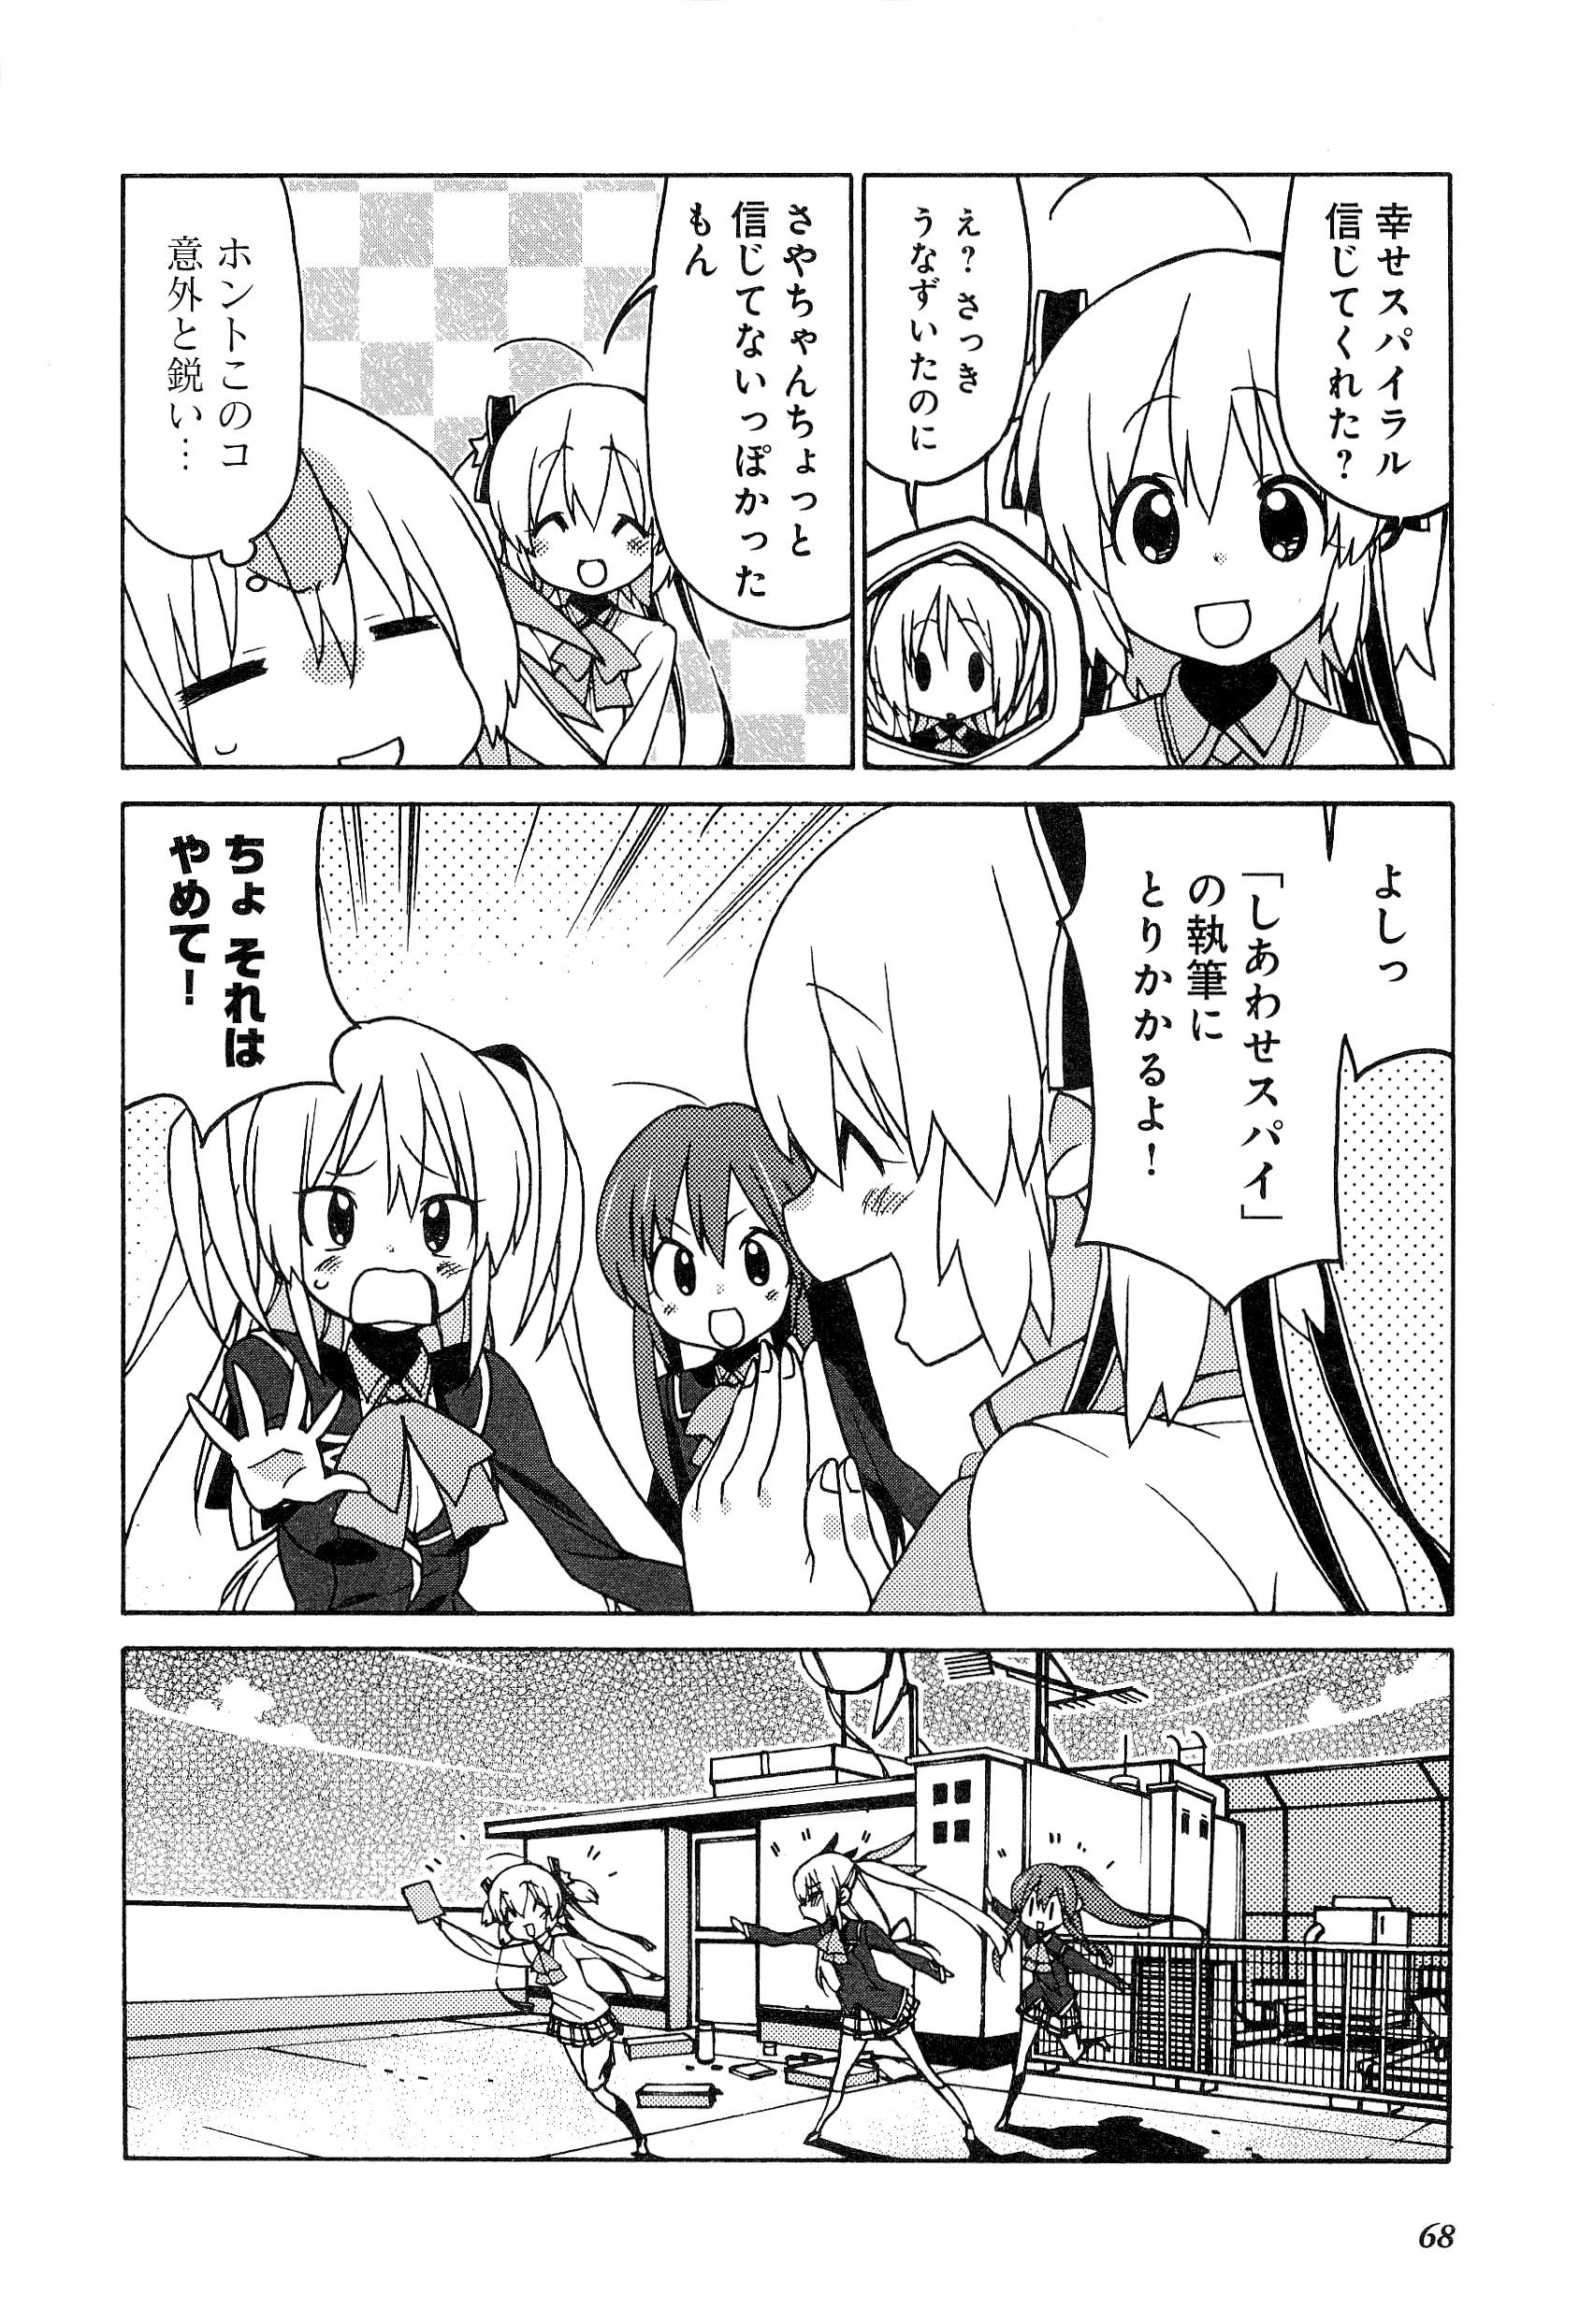 幸せスパイラル
信じてくれた?
え?さっき
うなずいたのに
さやちゃんちょっと
信じてないっぽかった
もん
ホントこのコ
意外と鋭い…
よしっ
「しあわせスパイ」
の執筆に
とりかかるよ!
ちょ それは
やめて!
68